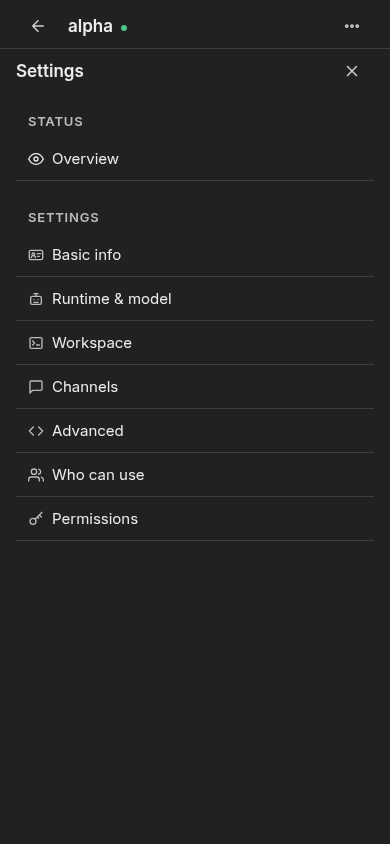 alpha
Settings
STATUS
Overview
SETTINGS
Basic info
Runtime & model
Workspace
Channels
Advanced
Who can use
Permissions